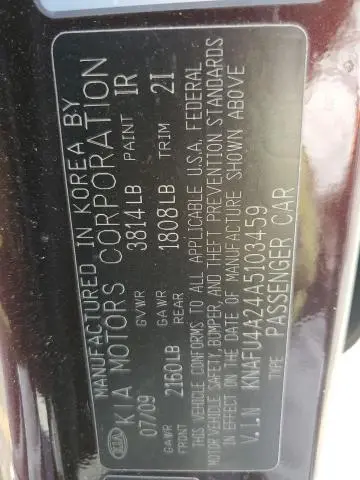 MANUFACTURED IN KOREA BY
KIA KIA MOTORS CORPORATION
07/09 GVWR 3814LB PAINT IR
GAWR FRONT 2160LB GAWR REAR 1808LB TRIM 2I
THIS VEHICLE CONFORMS TO ALL APPLICABLE U.S.A. FEDERAL
MOTOR VEHICLE SAFETY,BUMPER, AND THEFT PREVENTION STANDARDS
IN EFFECT ON THE DATE OF MANUFACTURE SHOWN ABOVE
V.I.N KNAFU4A24A5103459
TYPE PASSENGER CAR